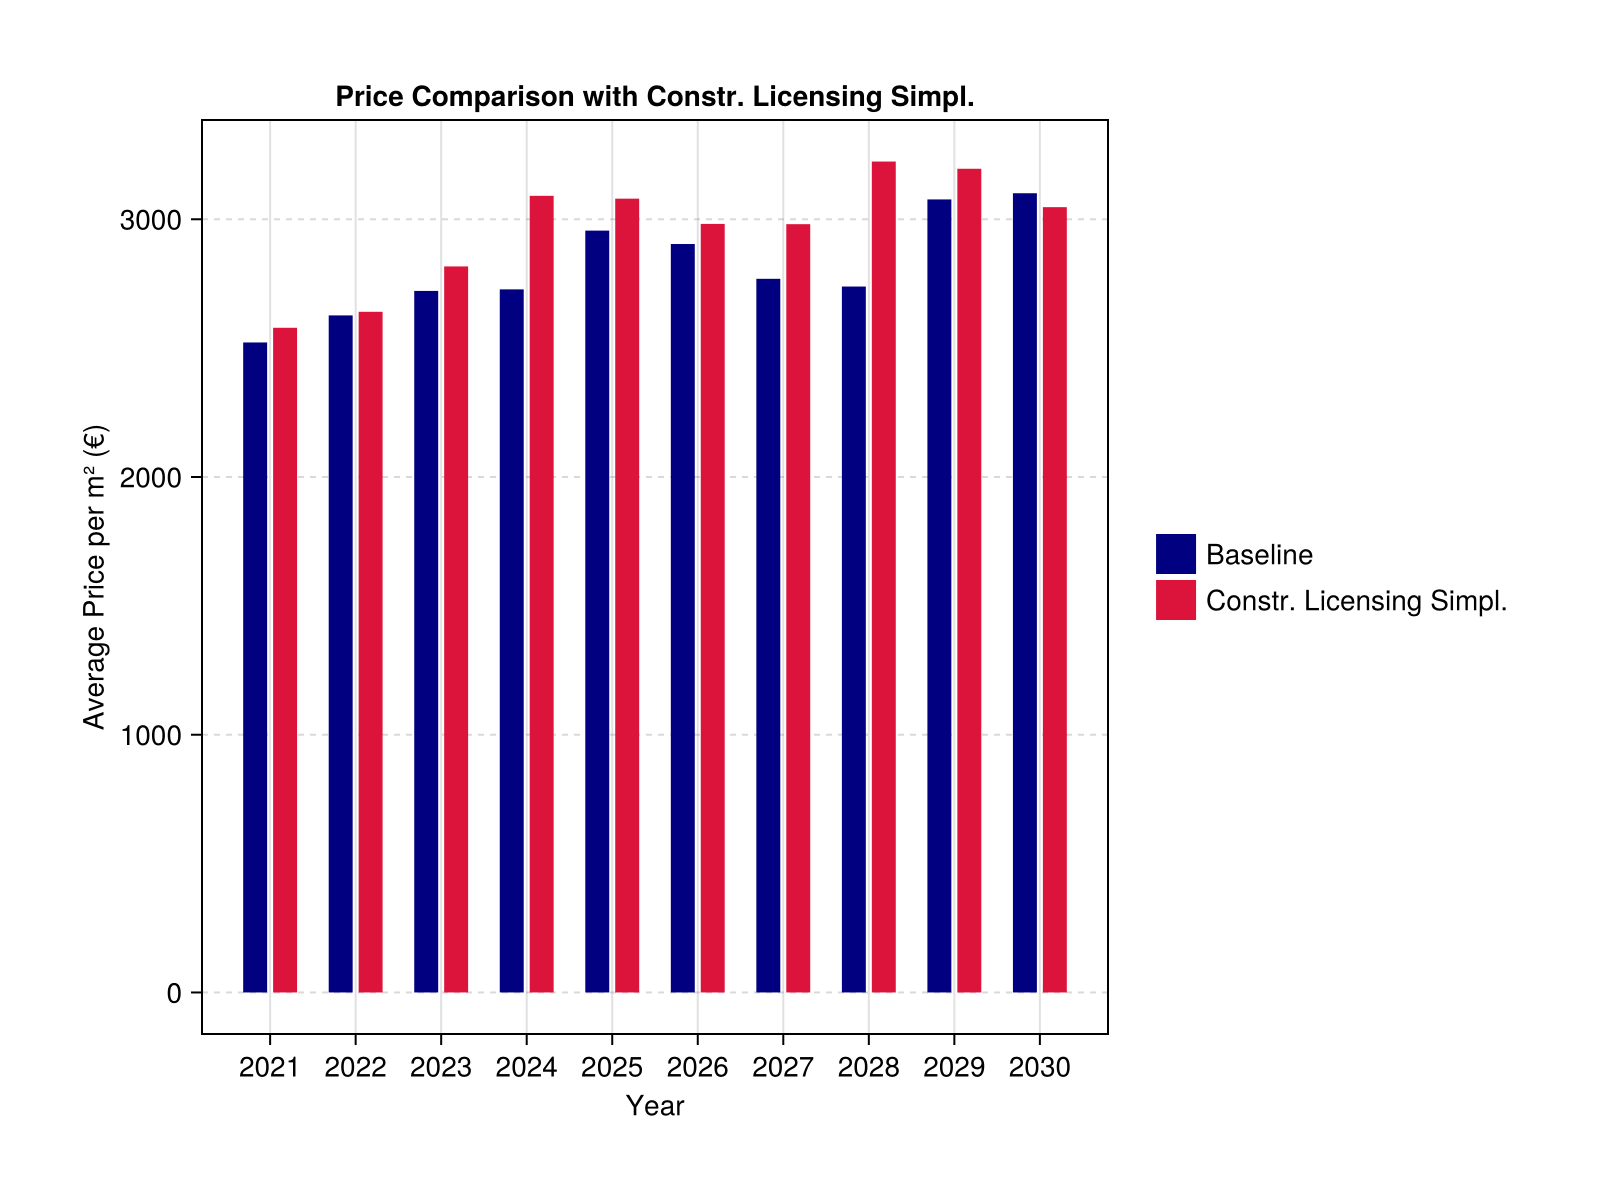 Price Comparison with Constr. Licensing Simpl.
Average Price per m² (€)
3000
2000
1000
0
2021 2022 2023 2024 2025 2026 2027 2028 2029 2030
Year
Baseline
Constr. Licensing Simpl.